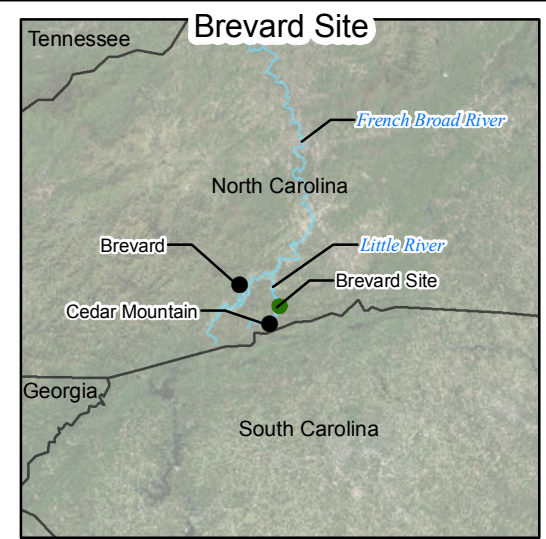 Brevard Site
Tennessee
French Broad River
North Carolina
Brevard
Little River
Brevard Site
Cedar Mountain
Georgia
South Carolina